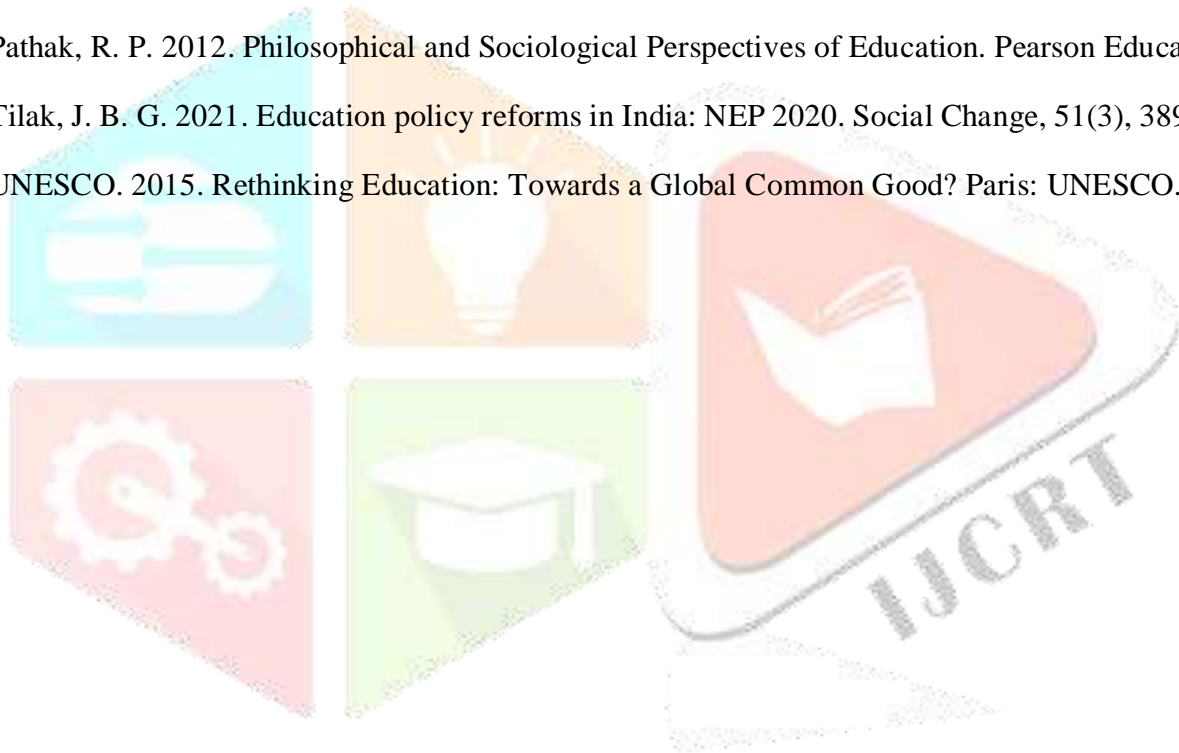 Pathak, R. P. 2012. Philosophical and Sociological Perspectives of Education. Pearson
Tilak, J. B. G. 2021. Education policy reforms in India: NEP 2020. Social Change, 51(3), 389
UNESCO. 2015. Rethinking Education: Towards a Global Common Good? Paris: UNESCO.
IJCRT